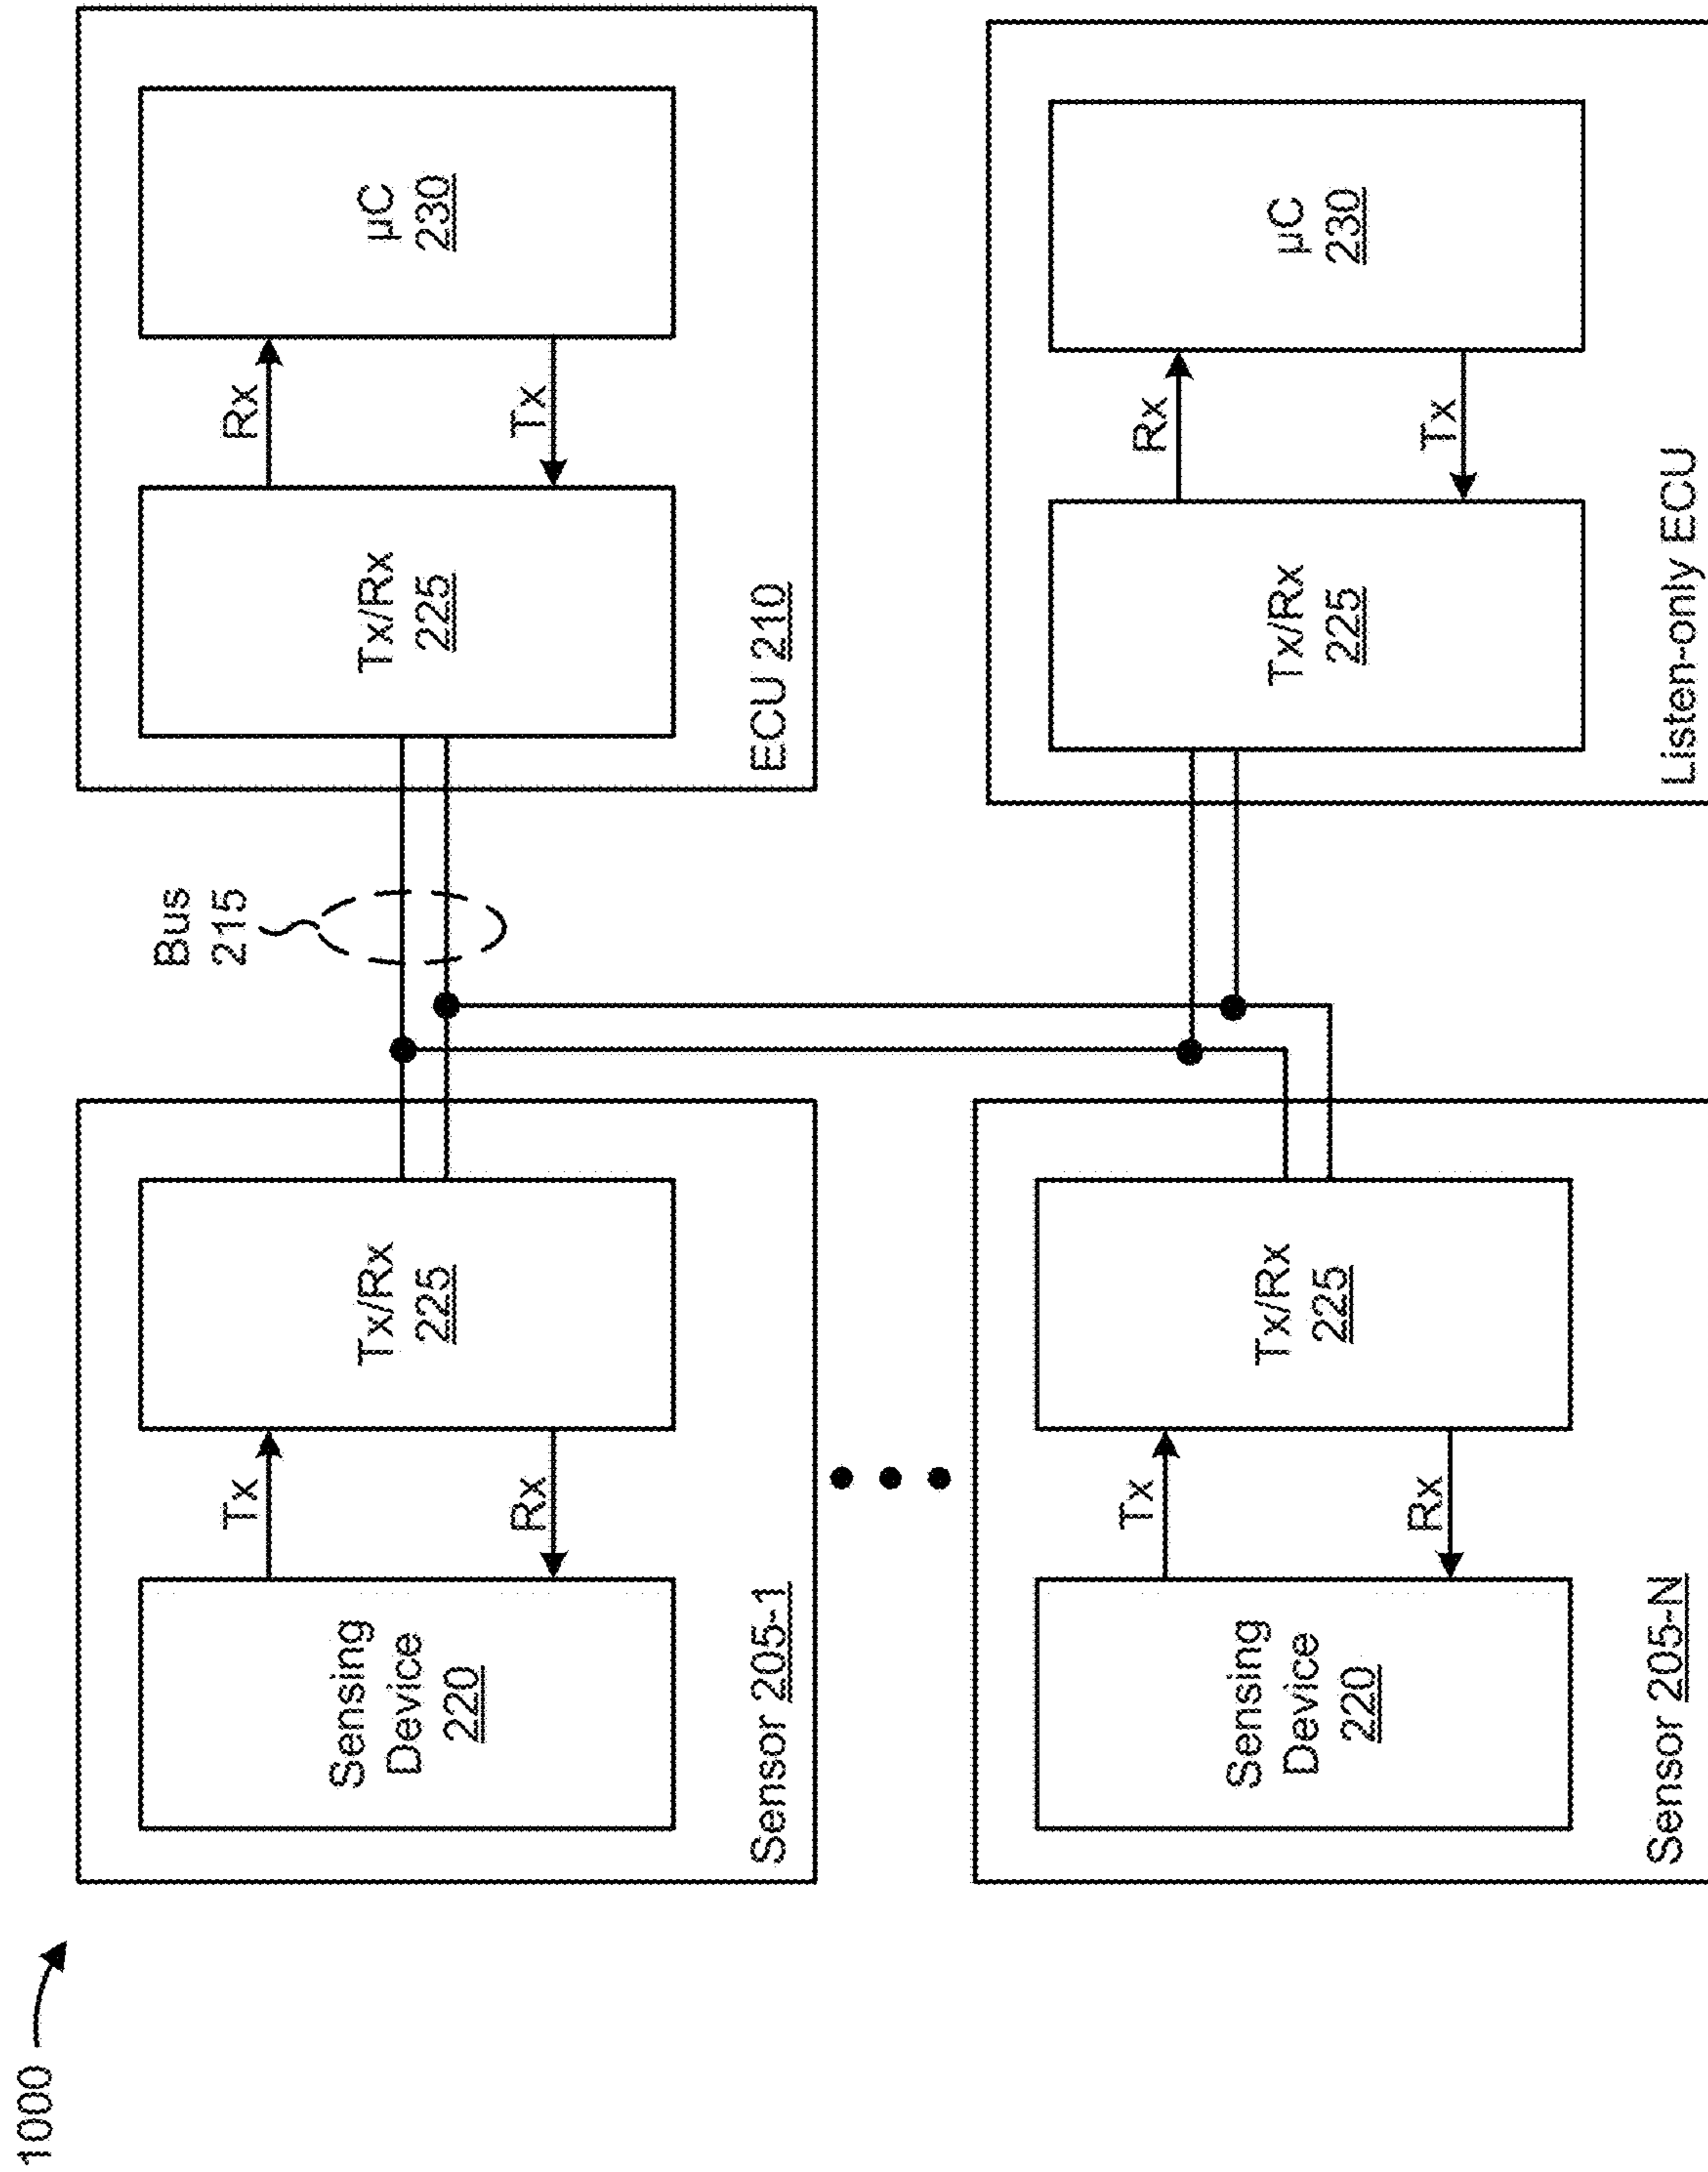 1000
Sensing
Device
220
Tx
Rx
Tx/Rx
225
Sensor 205-1
Bus
215
Tx/Rx
225
Rx
Tx
µC
230
ECU 210
Sensing
Device
220
Tx
Rx
Tx/Rx
225
Sensor 205-N
Tx/Rx
225
Rx
Tx
µC
230
Listen-only ECU